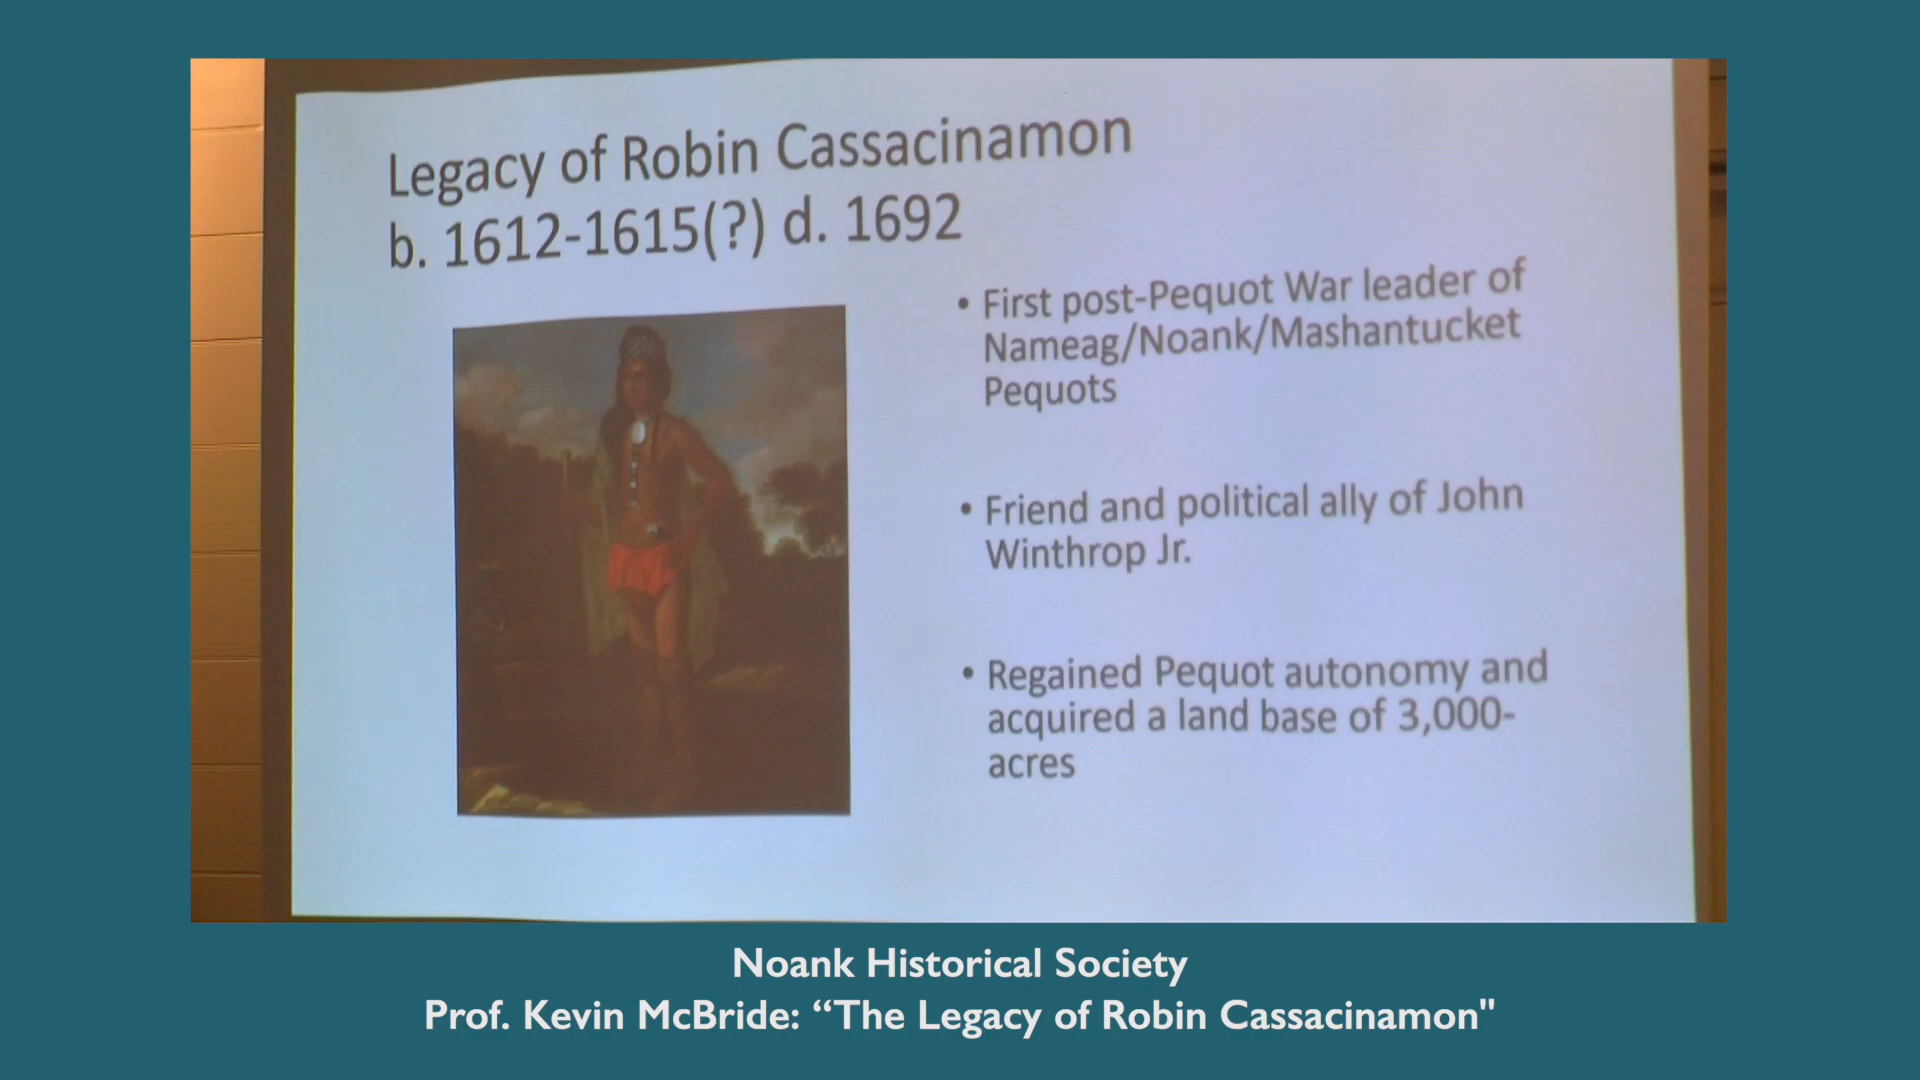 Legacy of Robin Cassacinamon
b. 1612-1615(?) d. 1692
• First post-Pequot War leader of
Nameag/Noank/Mashantucket
Pequots
• Friend and political ally of John
Winthrop Jr.
• Regained Pequot autonomy and
acquired a land base of 3,000-
acres
Noank Historical Society
Prof. Kevin McBride: “The Legacy of Robin Cassacinamon"